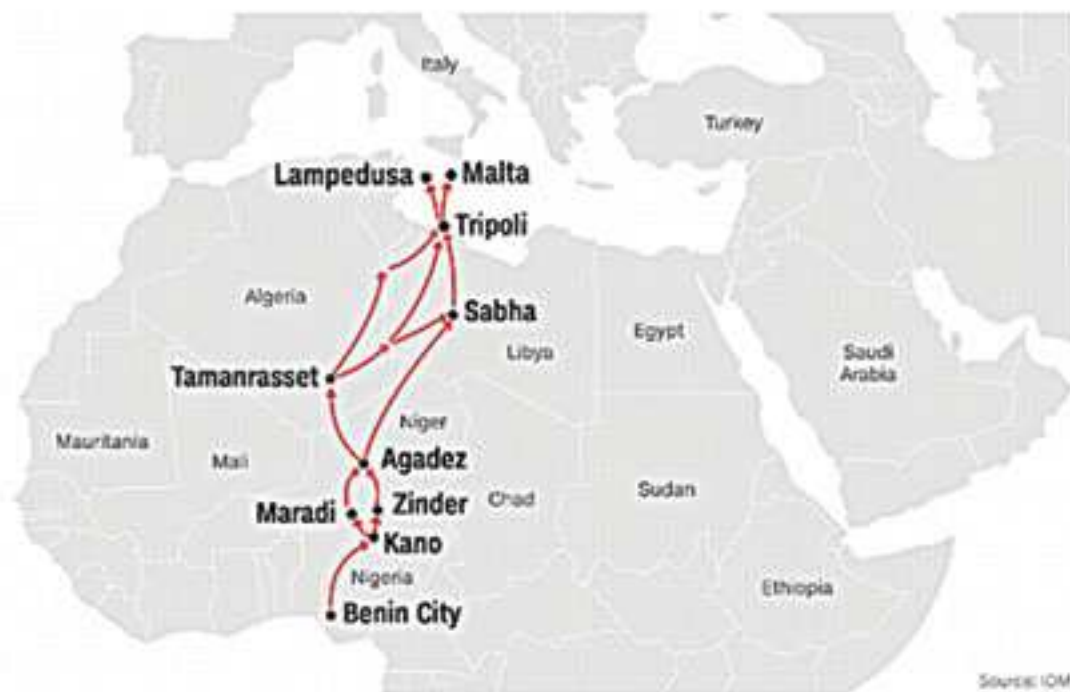 Italy
Turkey
Lampedusa
Malta
Tripoli
Algeria
Sabha
Egypt
Libya
Saudi
Arabia
Tamanrasset
Niger
Mauritania
Mali
Agadez
Chad
Sudan
Maradi
Zinder
Kano
Nigeria
Ethiopia
Benin City
Source: IOM